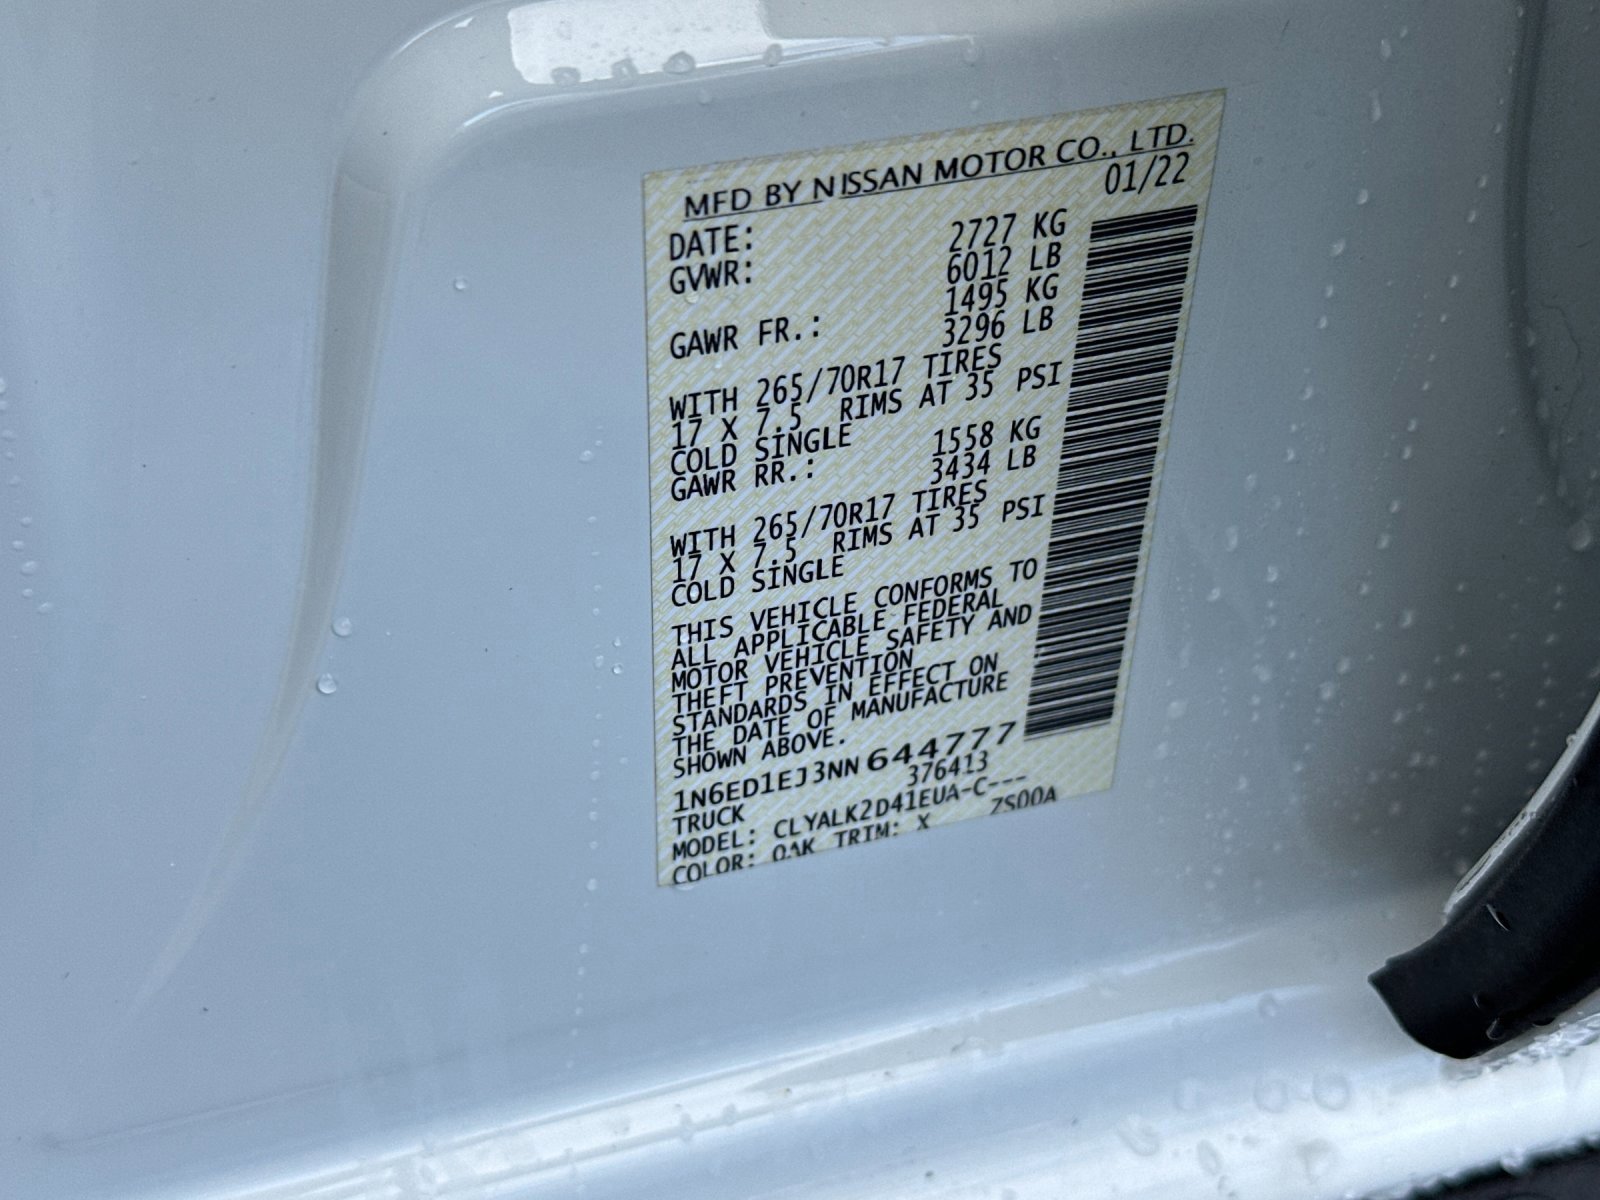 MFD BY NISSAN MOTOR CO., LTD.
DATE: 01/22
GVWR: 2727 KG
6012 LB
GAWR FR.: 1495 KG
3296 LB
WITH 265/70R17 TIRES
17 X 7.5 RIMS AT 35 PSI
COLD SINGLE
GAWR RR.: 1558 KG
3434 LB
WITH 265/70R17 TIRES
17 X 7.5 RIMS AT 35 PSI
COLD SINGLE
THIS VEHICLE CONFORMS TO
ALL APPLICABLE FEDERAL
MOTOR VEHICLE SAFETY AND
THEFT PREVENTION
STANDARDS IN EFFECT ON
THE DATE OF MANUFACTURE
SHOWN ABOVE.
1N6ED1EJ3NN644777
TRUCK 376413
MODEL: CLYALK2D41EUA-C---
COLOR: QAK TRIM: X ZS00A